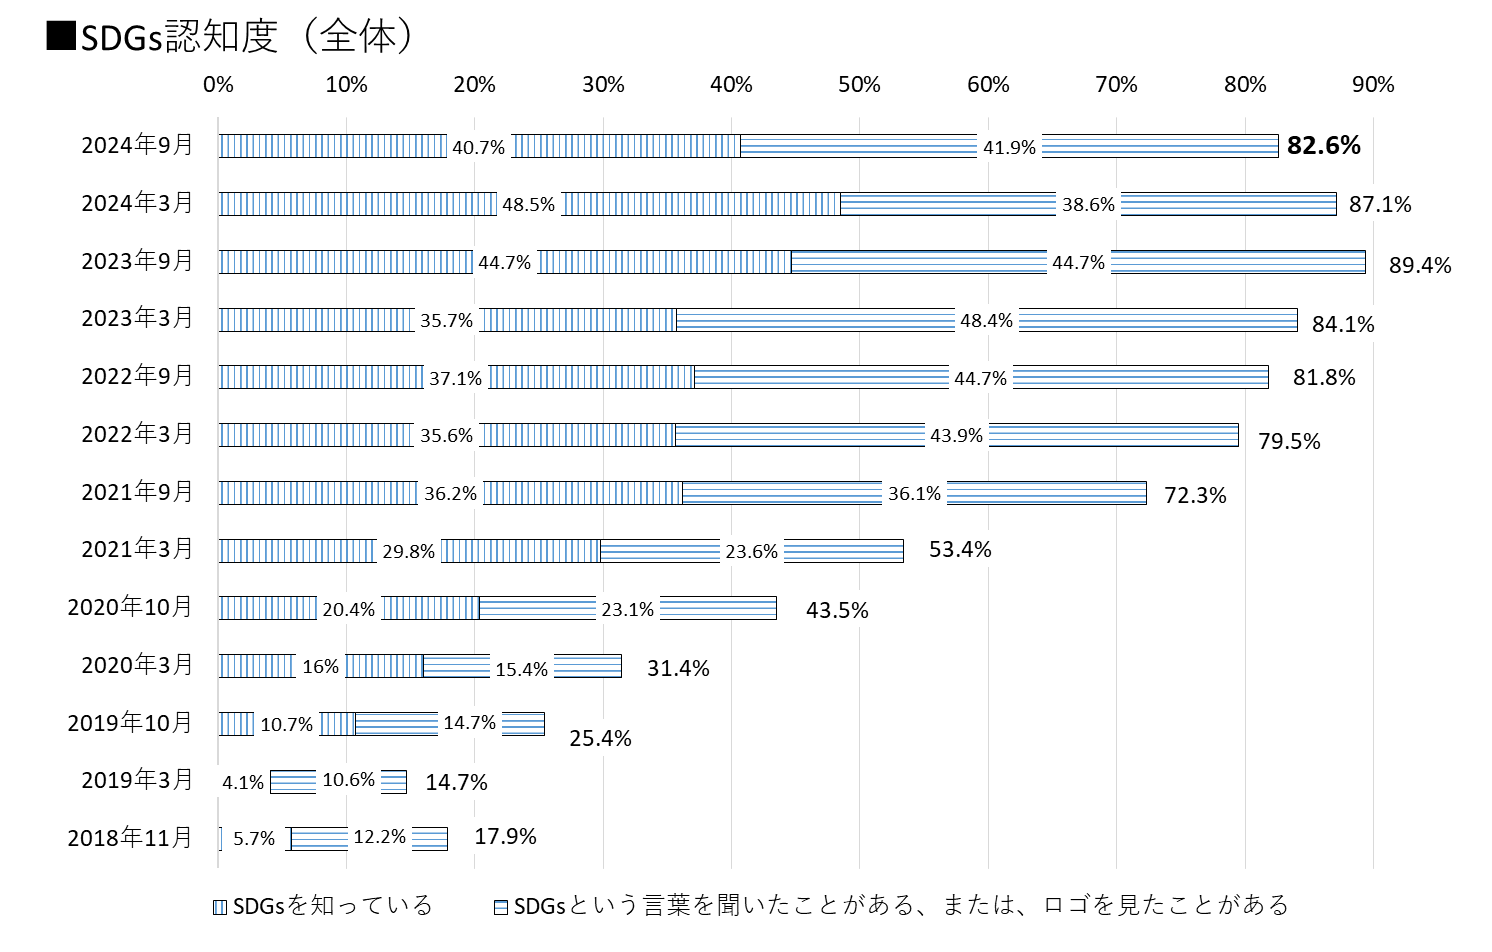 ■SDGs認知度（全体）
0% 10% 20% 30% 40% 50% 60% 70% 80% 90%
2024年9月 40.7% 41.9% 82.6%
2024年3月 48.5% 38.6% 87.1%
2023年9月 44.7% 44.7% 89.4%
2023年3月 35.7% 48.4% 84.1%
2022年9月 37.1% 44.7% 81.8%
2022年3月 35.6% 43.9% 79.5%
2021年9月 36.2% 36.1% 72.3%
2021年3月 29.8% 23.6% 53.4%
2020年10月 20.4% 23.1% 43.5%
2020年3月 16% 15.4% 31.4%
2019年10月 10.7% 14.7% 25.4%
2019年3月 4.1% 10.6% 14.7%
2018年11月 5.7% 12.2% 17.9%
SDGsを知っている SDGsという言葉を聞いたことがある、または、ロゴを見たことがある